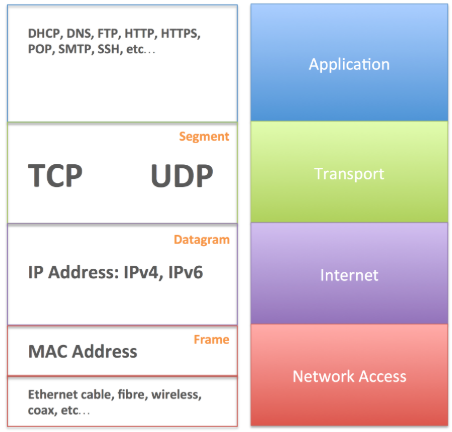 DHCP, DNS, FTP, HTTP, HTTPS,
POP, SMTP, SSH, etc…
Application
Segment
TCP UDP
Transport
Datagram
IP Address: IPv4, IPv6
Internet
Frame
MAC Address
Network Access
Ethernet cable, fibre, wireless,
coax, etc…